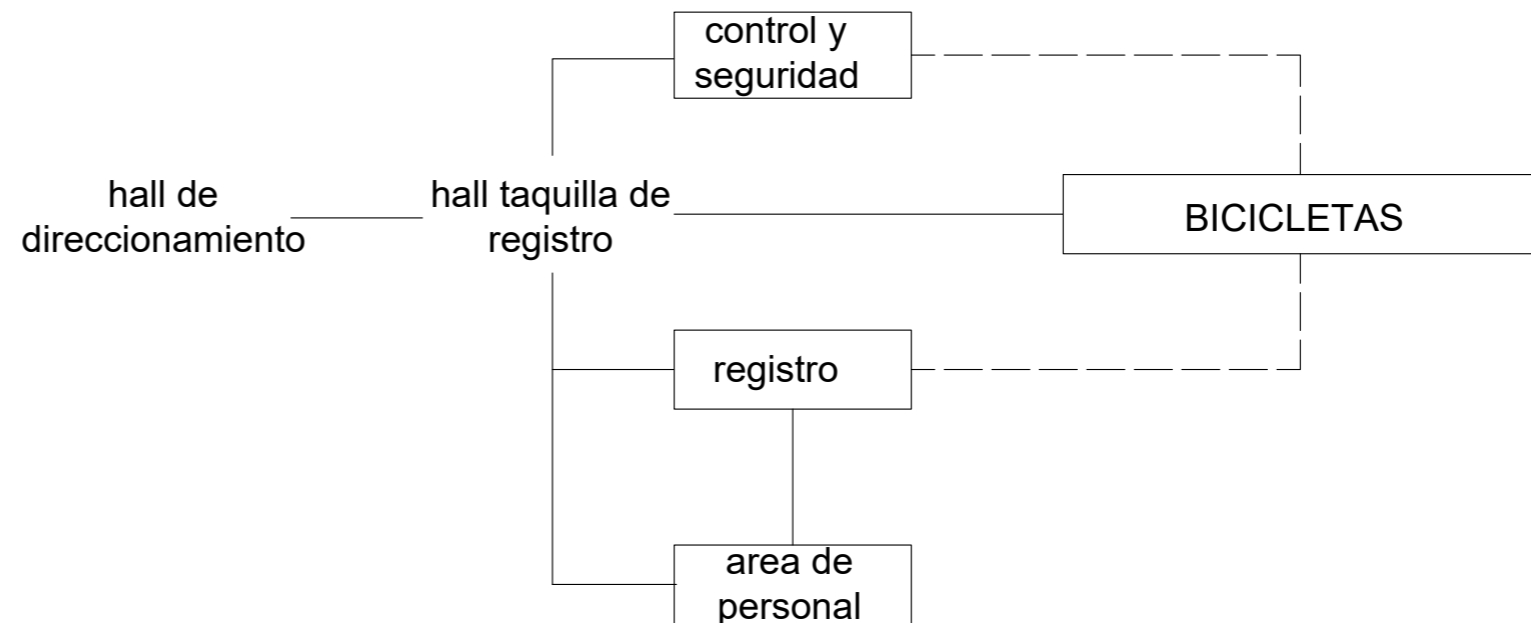 control y
seguridad
hall de
direccionamiento
hall taquilla de
registro
BICICLETAS
registro
area de
personal